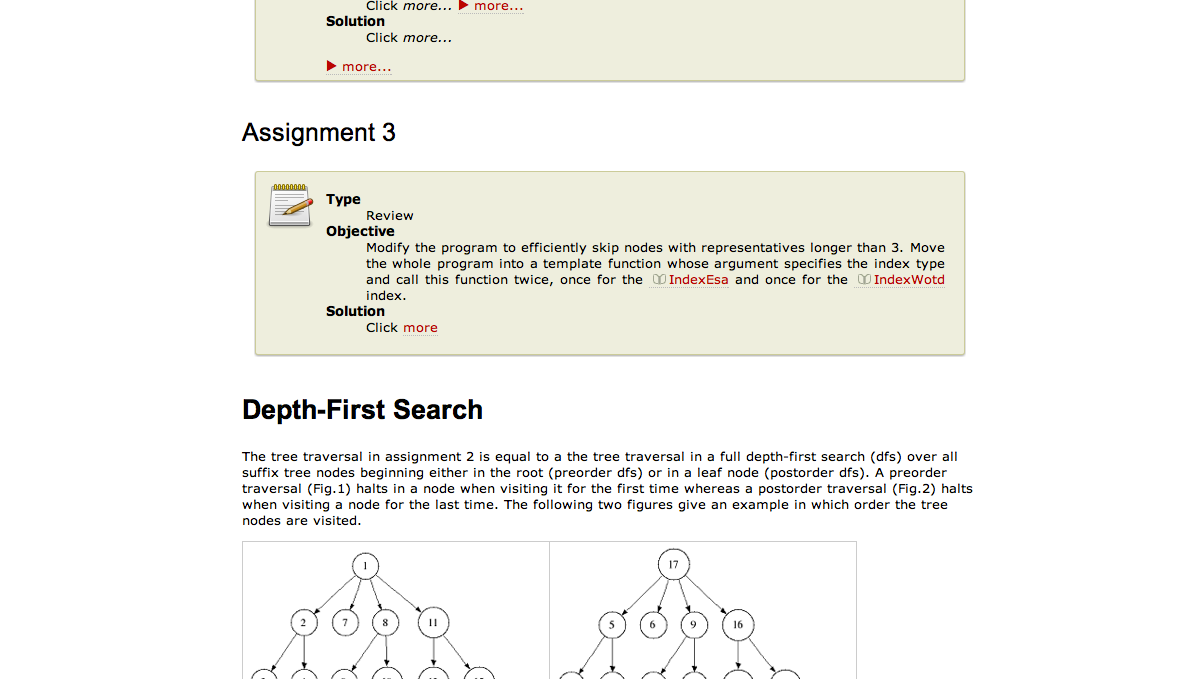 Click more... ▶ more...
Solution
Click more...
▶ more...
Assignment 3
Type
Review
Objective
Modify the program to efficiently skip nodes with representatives longer than 3. Move
the whole program into a template function whose argument specifies the index type
and call this function twice, once for the IndexEsa and once for the IndexWotd
index.
Solution
Click more
Depth-First Search
The tree traversal in assignment 2 is equal to a the tree traversal in a full depth-first search (dfs) over all
suffix tree nodes beginning either in the root (preorder dfs) or in a leaf node (postorder dfs). A preorder
traversal (Fig.1) halts in a node when visiting it for the first time whereas a postorder traversal (Fig.2) halts
when visiting a node for the last time. The following two figures give an example in which order the tree
nodes are visited.
1
2 7 8 11
17
5 6 9 16